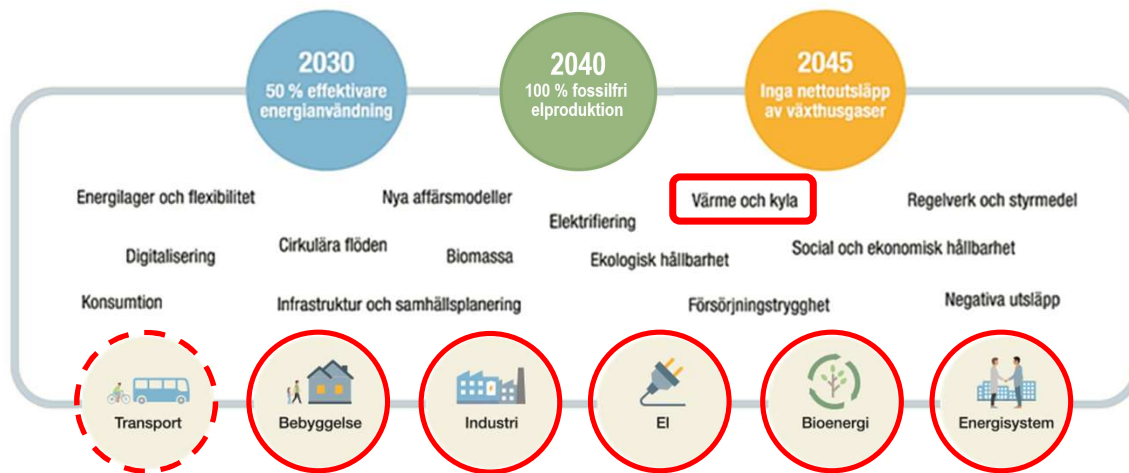 2030
50 % effektivare
energianvändning
2040
100 % fossilfri
elproduktion
2045
Inga nettoutsläpp
av växthusgaser
Energilager och flexibilitet
Nya affärsmodeller
Elektrifiering
Värme och kyla
Regelverk och styrmedel
Digitalisering
Cirkulära flöden
Biomassa
Ekologisk hållbarhet
Social och ekonomisk hållbarhet
Konsumtion
Infrastruktur och samhällsplanering
Försörjningstrygghet
Negativa utsläpp
Transport
Bebyggelse
Industri
El
Bioenergi
Energisystem